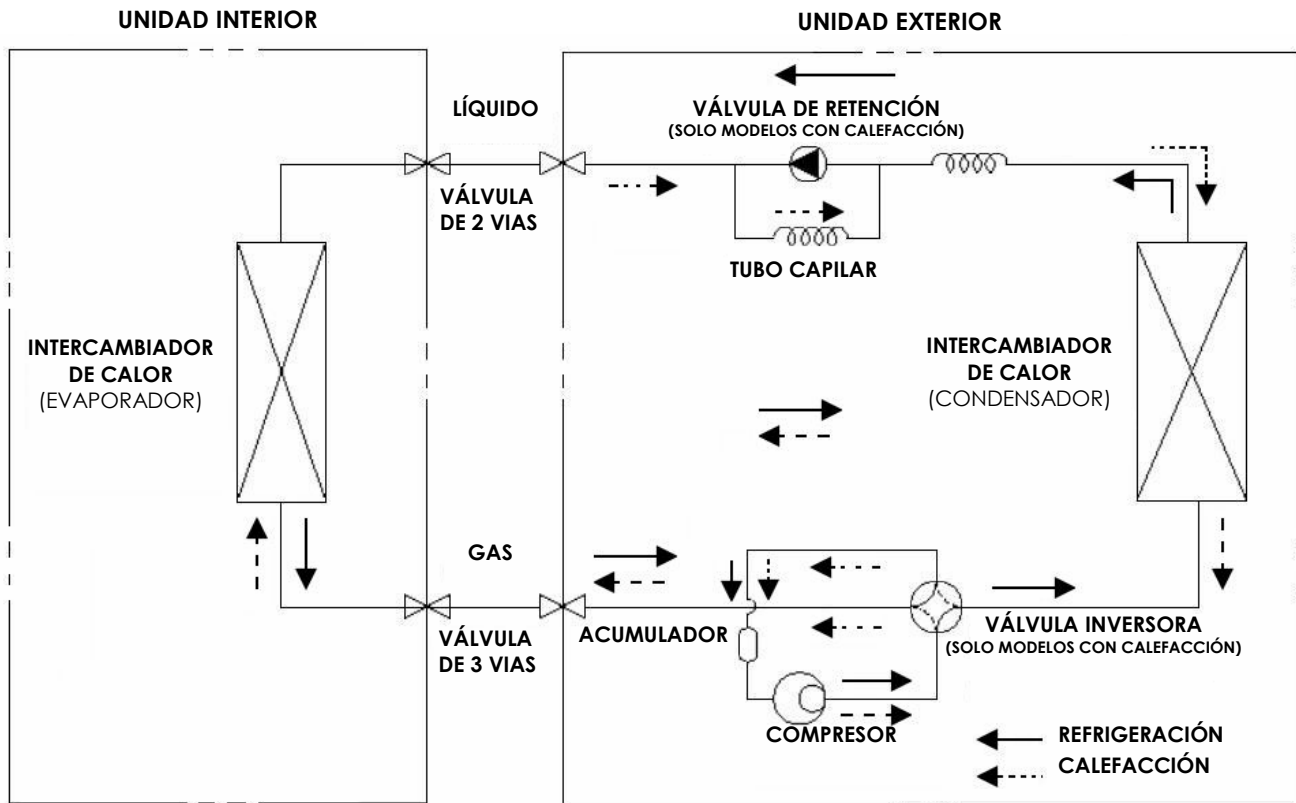 UNIDAD INTERIOR
UNIDAD EXTERIOR
LÍQUIDO
VÁLVULA DE RETENCIÓN
(SOLO MODELOS CON CALEFACCIÓN)
VÁLVULA
DE 2 VIAS
TUBO CAPILAR
INTERCAMBIADOR
DE CALOR
(EVAPORADOR)
INTERCAMBIADOR
DE CALOR
(CONDENSADOR)
GAS
VÁLVULA
DE 3 VIAS
ACUMULADOR
VÁLVULA INVERSORA
(SOLO MODELOS CON CALEFACCIÓN)
COMPRESOR
REFRIGERACIÓN
CALEFACCIÓN